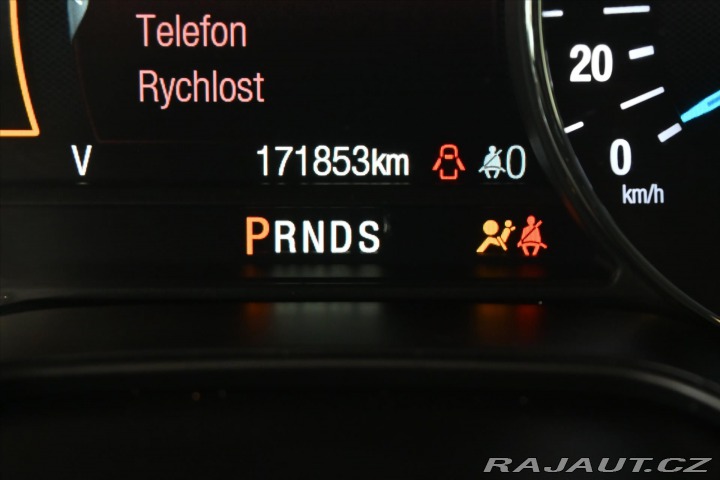 Telefon
Rychlost
20
V 171853km 0 0
km/h
PRNDS
RAJAUT.CZ